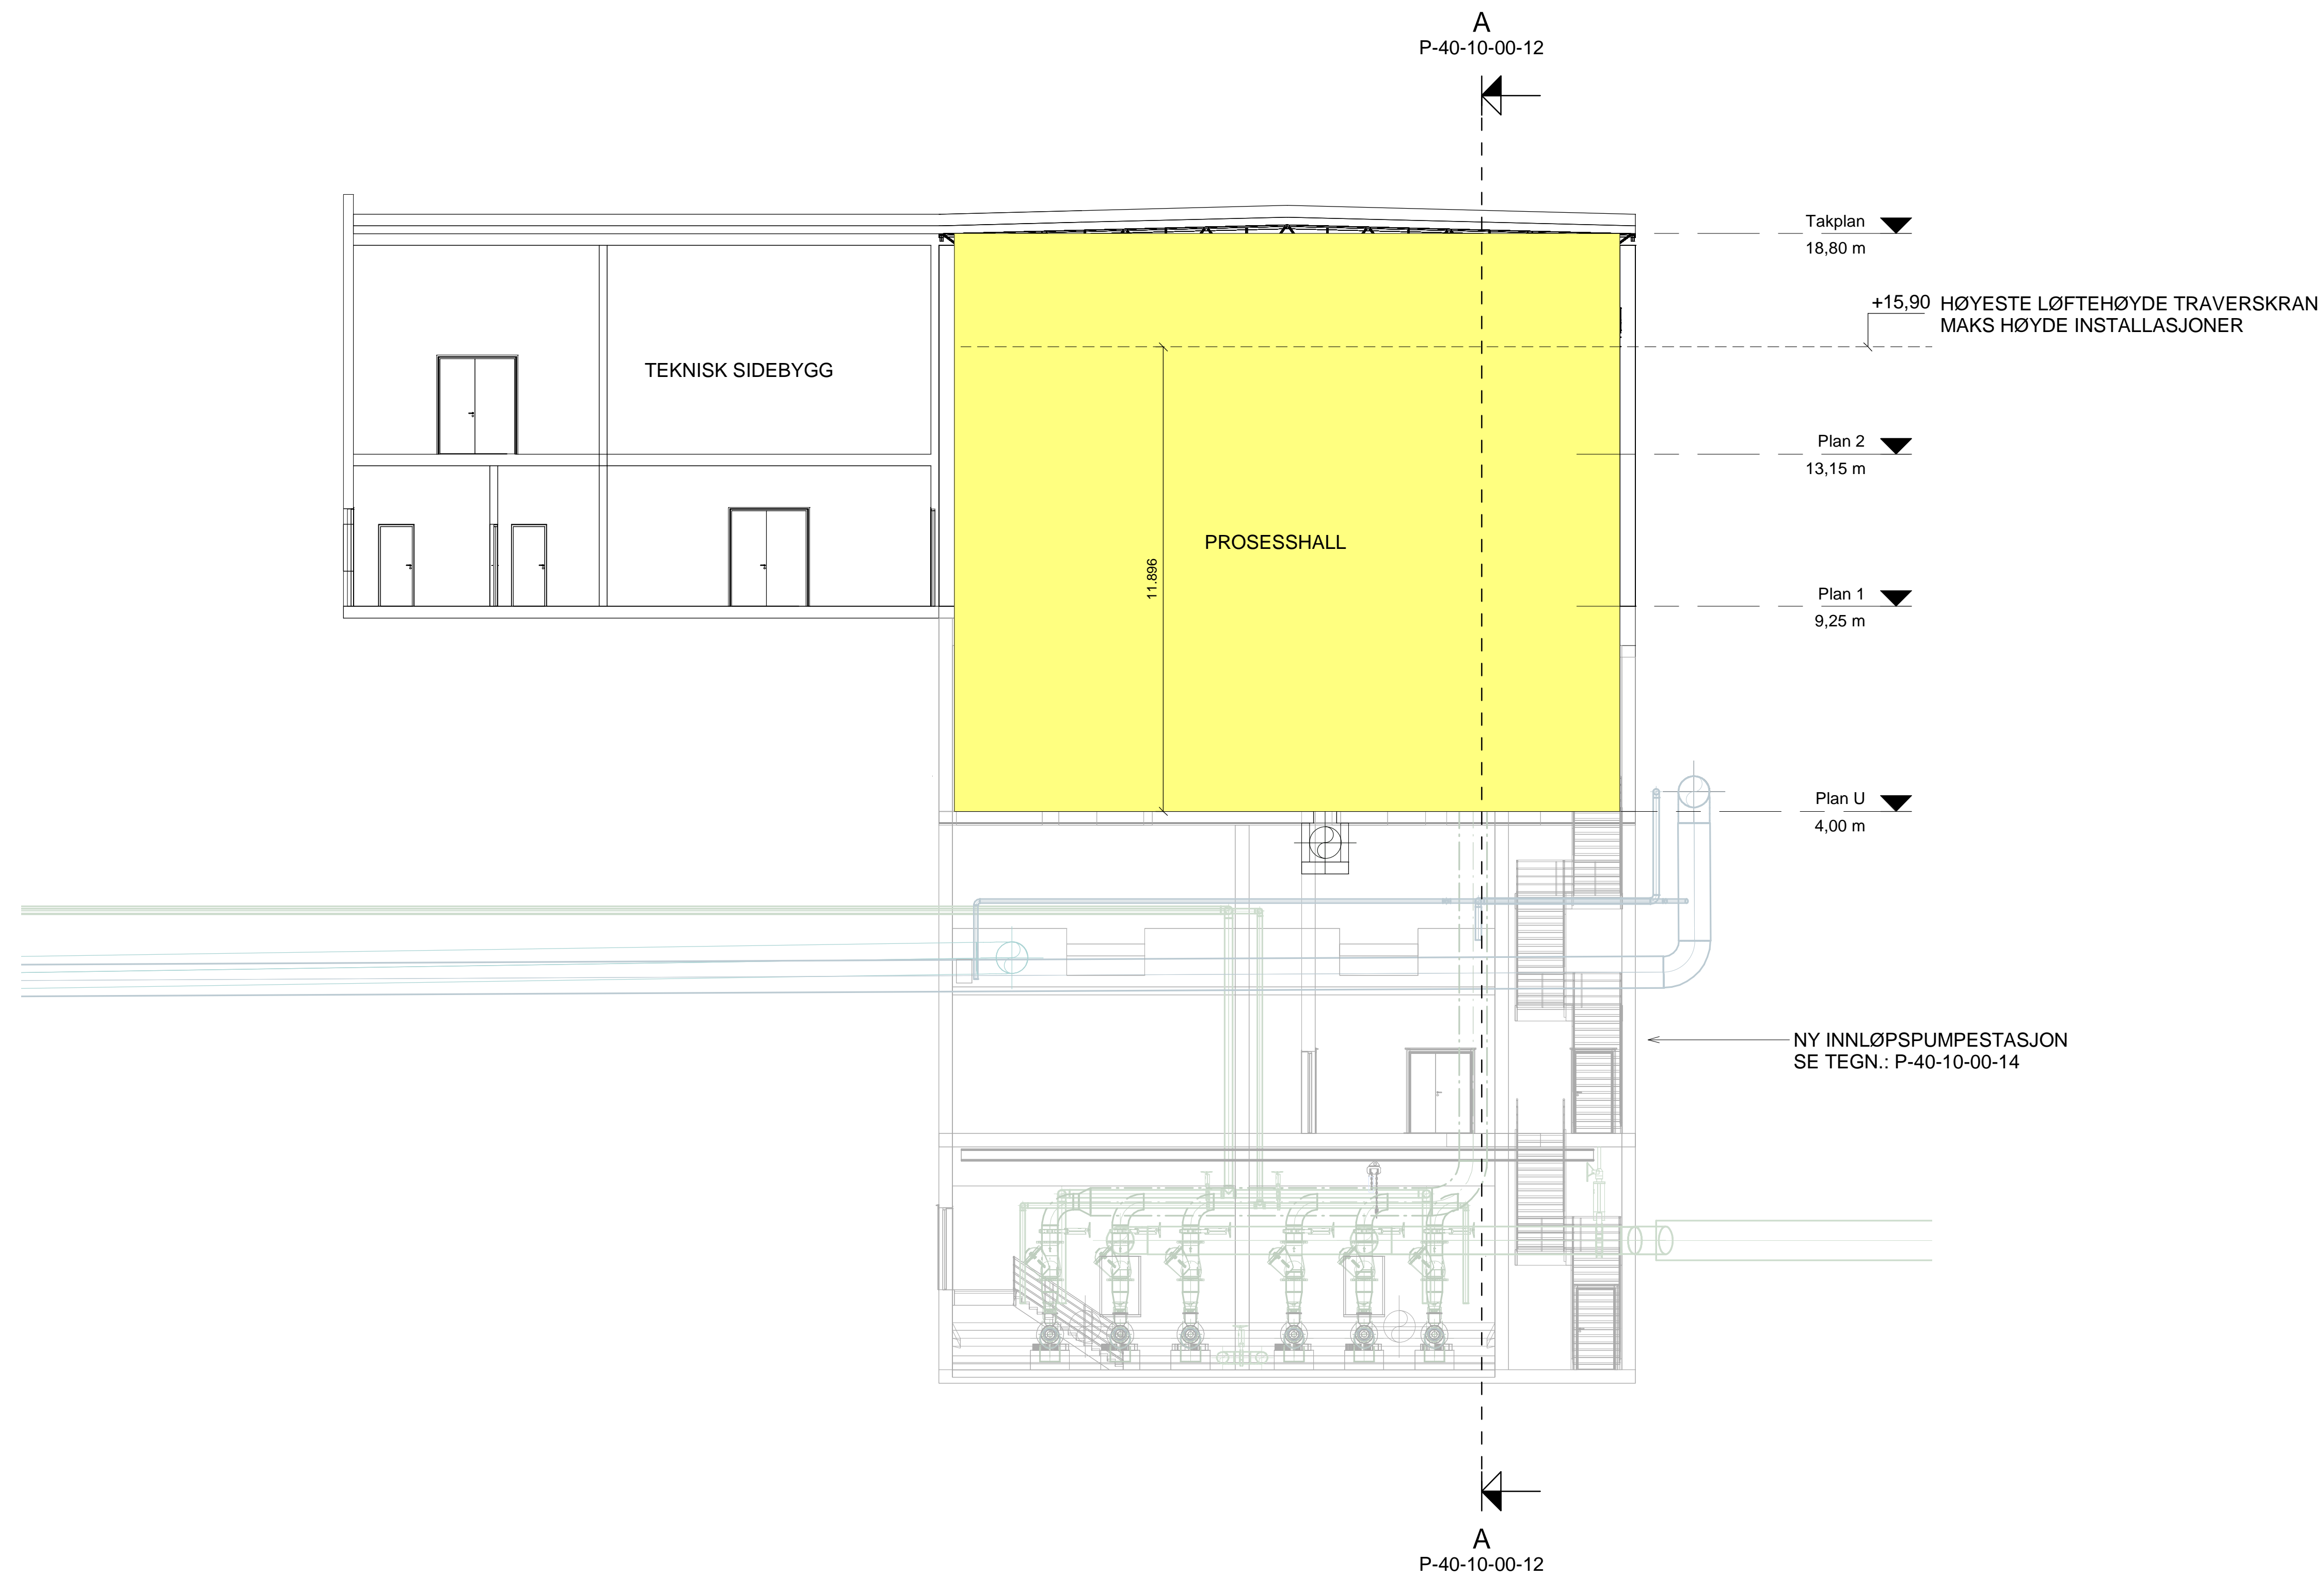 A
P-40-10-00-12
Takplan
18,80 m
+15,90 HØYESTE LØFTEHØYDE TRAVERSKRAN
MAKS HØYDE INSTALLASJONER
TEKNISK SIDEBYGG
Plan 2
13,15 m
PROSESSHALL
11.896
Plan 1
9,25 m
Plan U
4,00 m
NY INNLØPSPUMPESTASJON
SE TEGN.: P-40-10-00-14
A
P-40-10-00-12